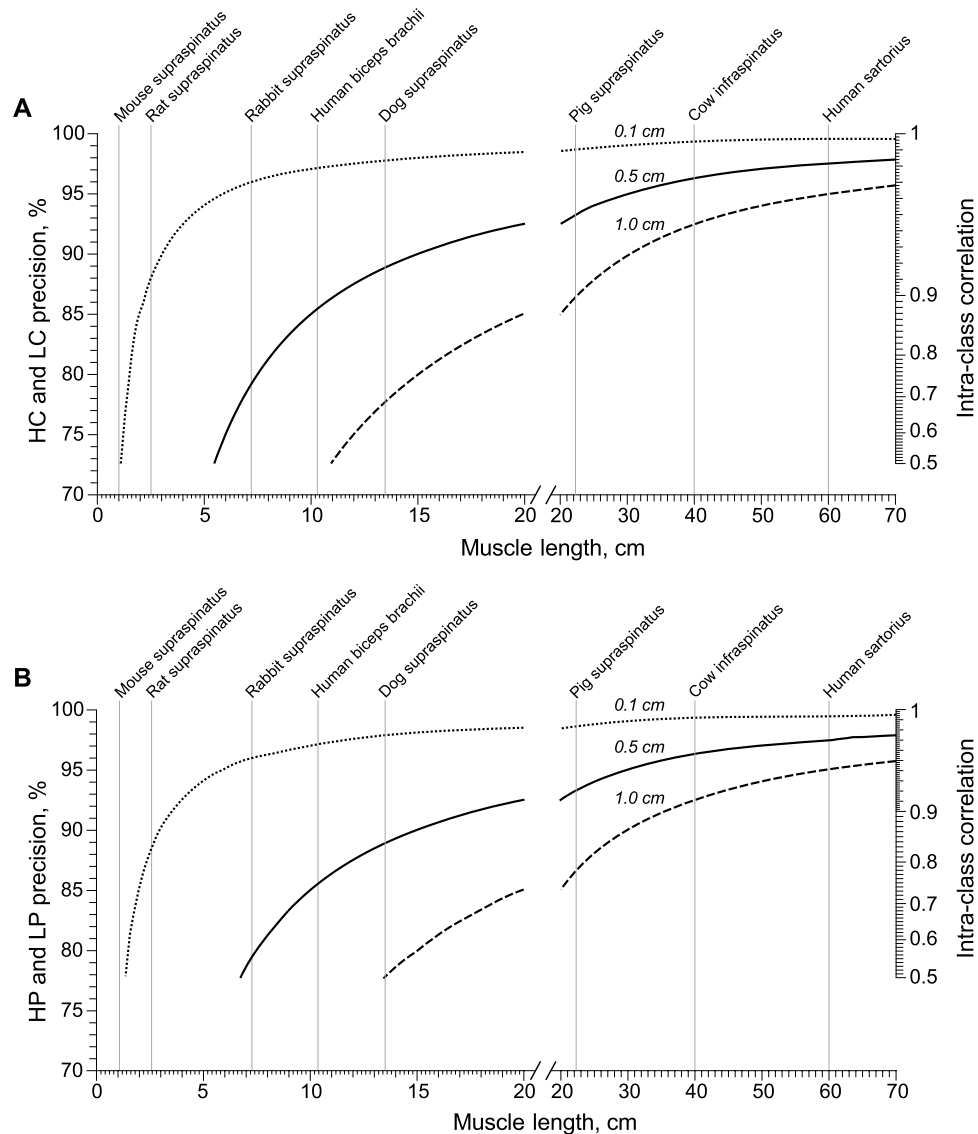 Mouse supraspinatus
Rat supraspinatus
Rabbit supraspinatus
Human biceps brachii
Dog supraspinatus
Pig supraspinatus
Cow infraspinatus
Human sartorius
A
HC and LC precision, %
100
95
90
85
80
75
70
0.1 cm
0.5 cm
1.0 cm
1
0.9
0.8
0.7
0.6
0.5
Intra-class correlation
0 5 10 15 20 20 30 40 50 60 70
Muscle length, cm
Mouse supraspinatus
Rat supraspinatus
Rabbit supraspinatus
Human biceps brachii
Dog supraspinatus
Pig supraspinatus
Cow infraspinatus
Human sartorius
B
HP and LP precision, %
100
95
90
85
80
75
70
0.1 cm
0.5 cm
1.0 cm
1
0.9
0.8
0.7
0.6
0.5
Intra-class correlation
0 5 10 15 20 20 30 40 50 60 70
Muscle length, cm